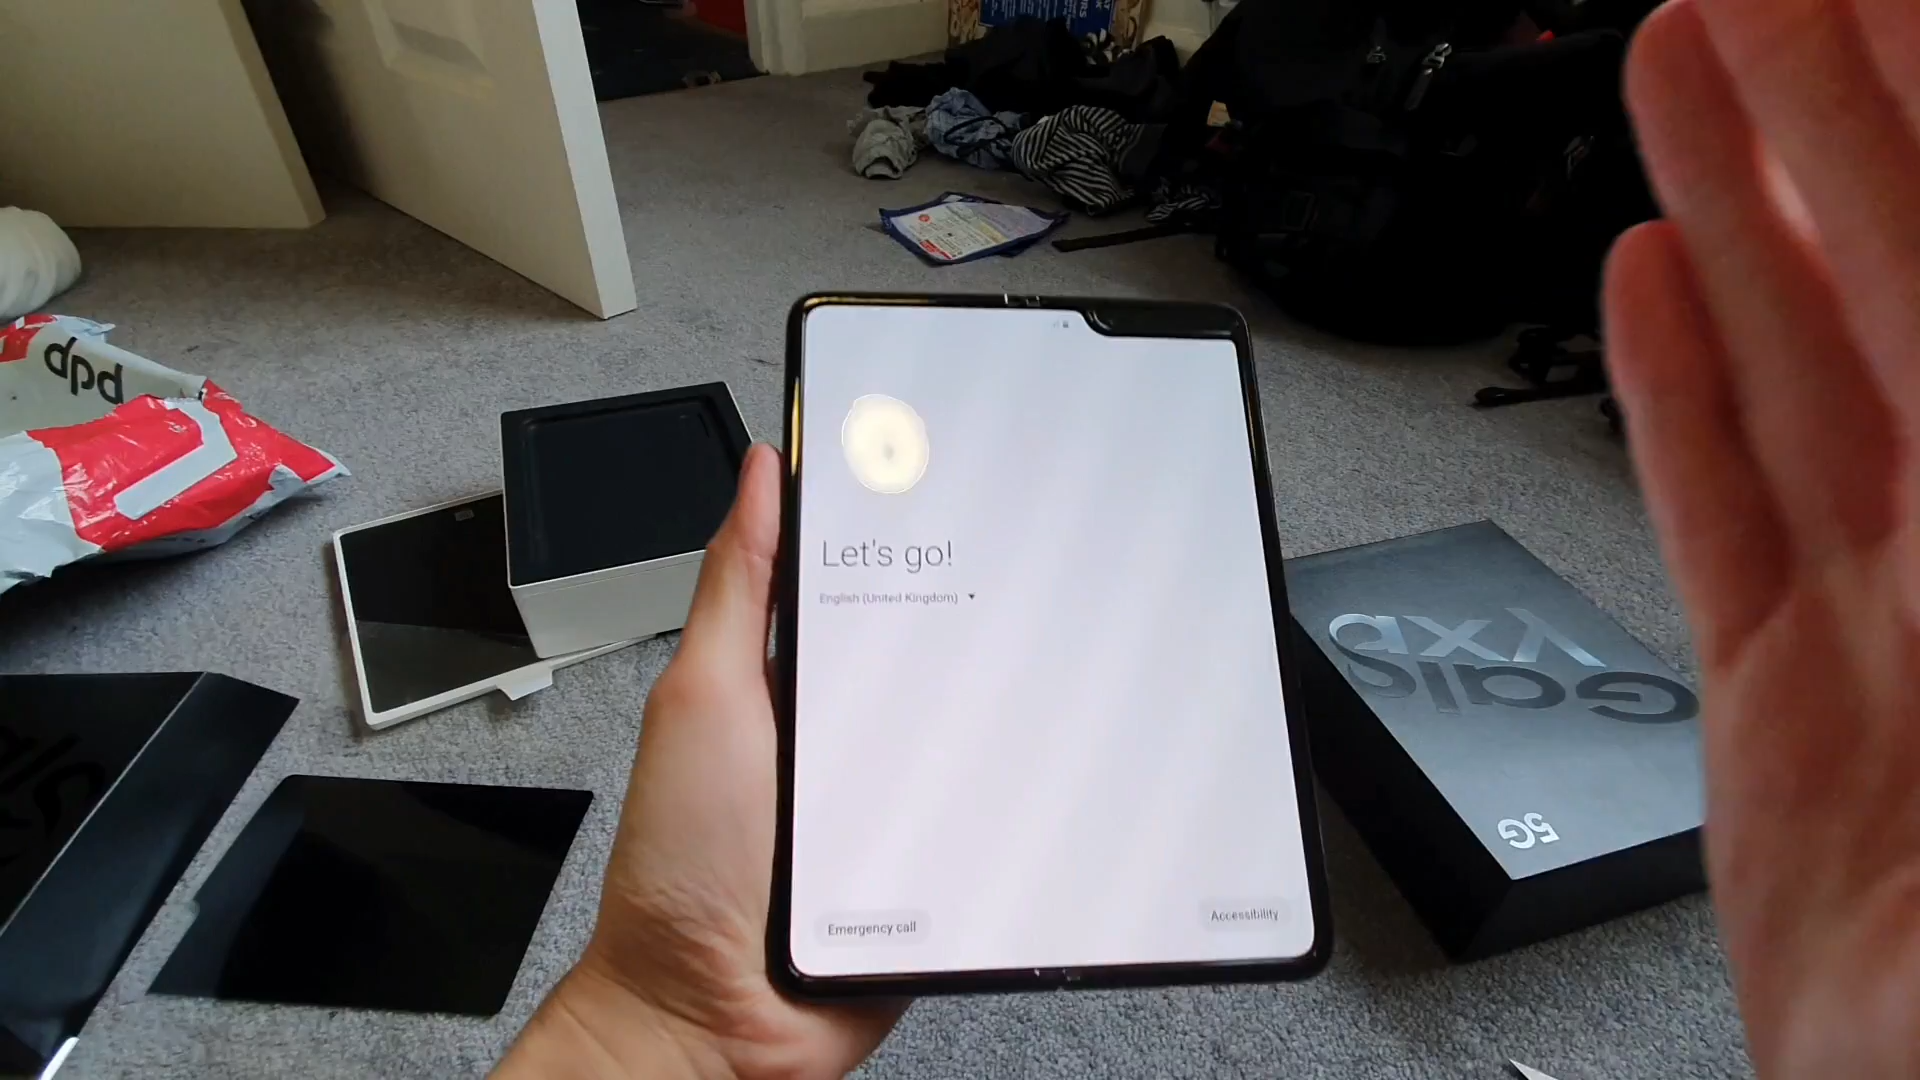 dpd
Let's go!
English (United Kingdom)
Emergency call
Accessibility
Galaxy
5G